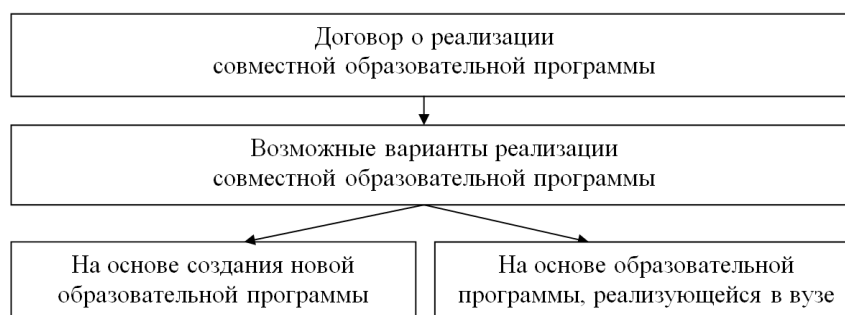 Договор о реализации
совместной образовательной программы
Возможные варианты реализации
совместной образовательной программы
На основе создания новой
образовательной программы
На основе образовательной
программы, реализующейся в вузе